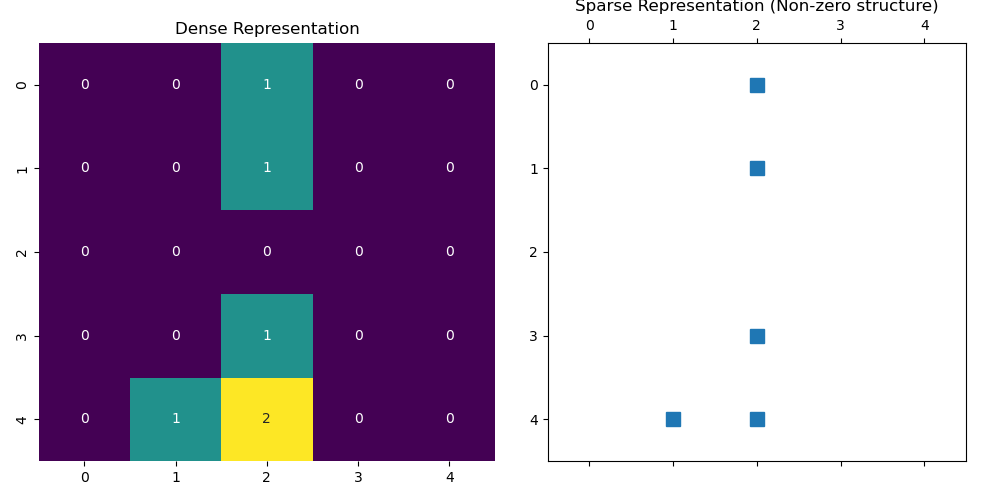 Dense Representation
0 0 0 1 0 0
1 0 0 1 0 0
2 0 0 0 0 0
3 0 0 1 0 0
4 0 1 2 0 0
0 1 2 3 4
Sparse Representation (Non-zero structure)
0 1 2 3 4
0
1
2
3
4